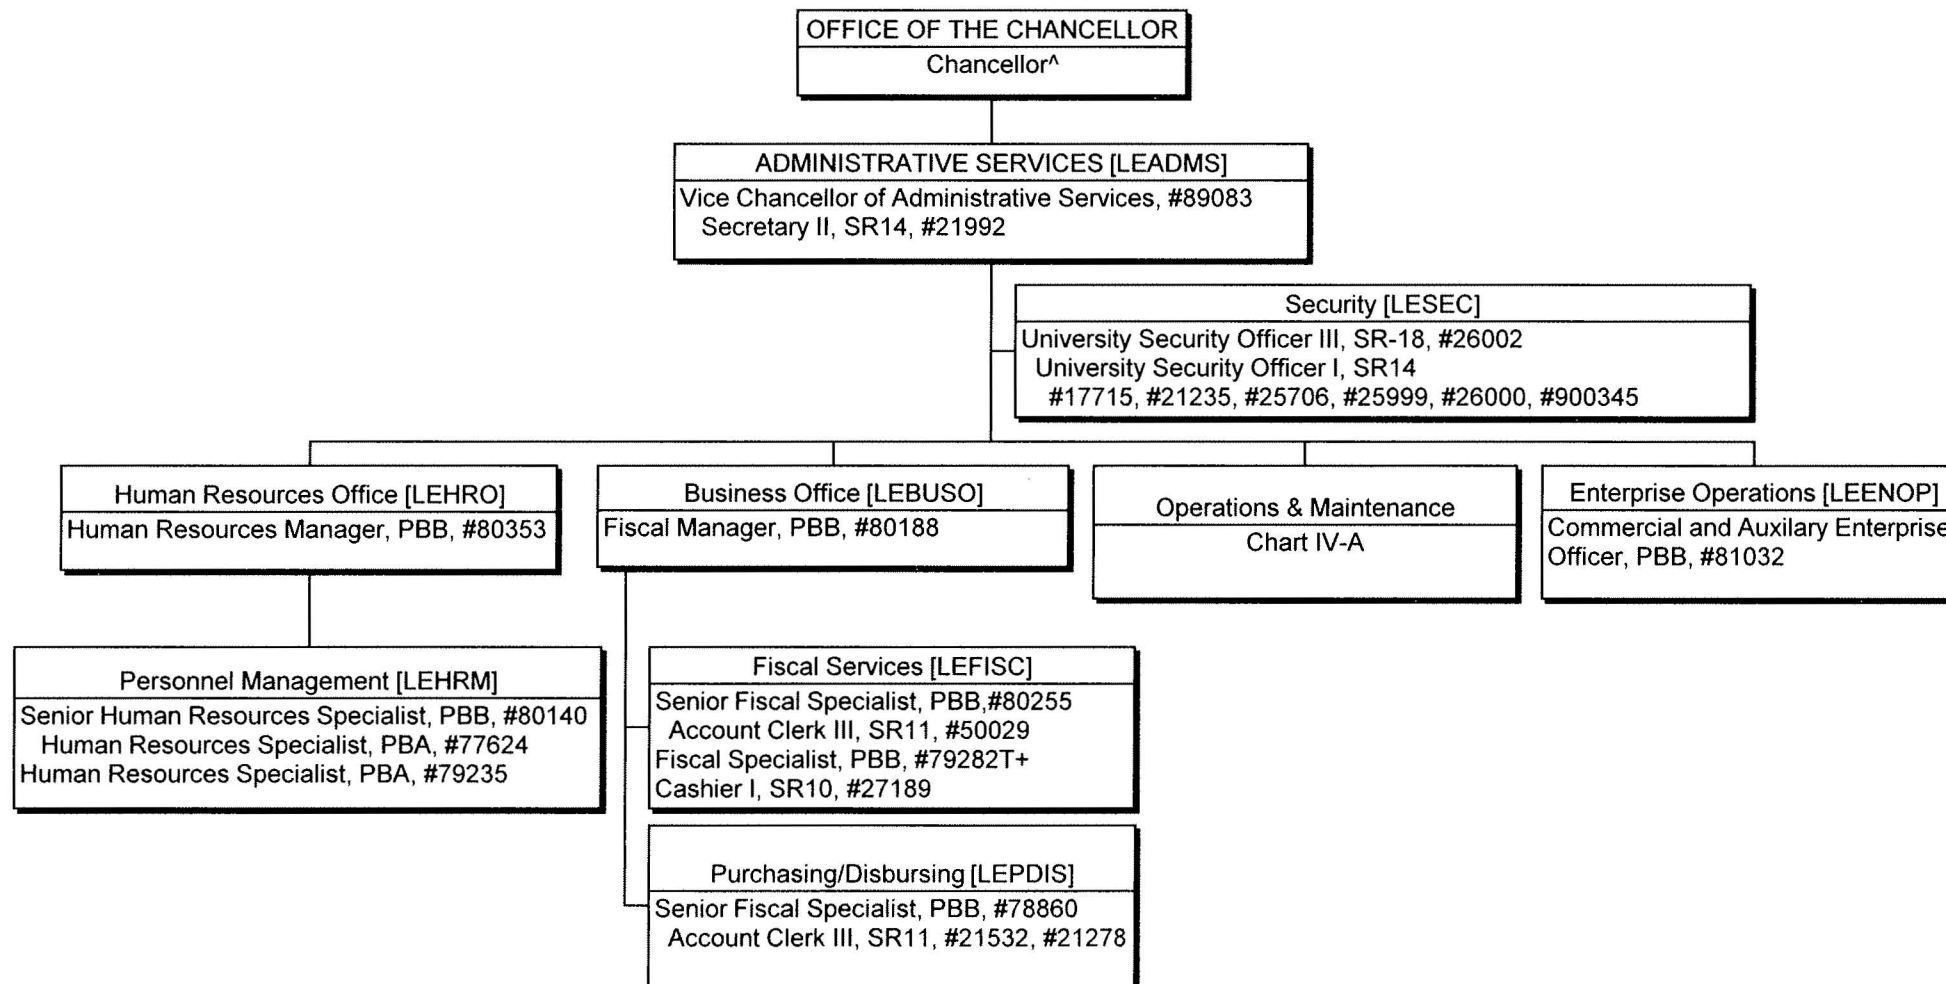 OFFICE OF THE CHANCELLOR
Chancellor^
ADMINISTRATIVE SERVICES [LEADMS]
Vice Chancellor of Administrative Services, #89083
Secretary II, SR14, #21992
Security [LESEC]
University Security Officer III, SR-18, #26002
University Security Officer I, SR14
#17715, #21235, #25706, #25999, #26000, #900345
Human Resources Office [LEHRO]
Human Resources Manager, PBB, #80353
Business Office [LEBUSO]
Fiscal Manager, PBB, #80188
Operations & Maintenance
Chart IV-A
Enterprise Operations [LEENOP]
Commercial and Auxilary Enterprise
Officer, PBB, #81032
Personnel Management [LEHRM]
Senior Human Resources Specialist, PBB, #80140
Human Resources Specialist, PBA, #77624
Human Resources Specialist, PBA, #79235
Fiscal Services [LEFISC]
Senior Fiscal Specialist, PBB,#80255
Account Clerk III, SR11, #50029
Fiscal Specialist, PBB, #79282T+
Cashier I, SR10, #27189
Purchasing/Disbursing [LEPDIS]
Senior Fiscal Specialist, PBB, #78860
Account Clerk III, SR11, #21532, #21278